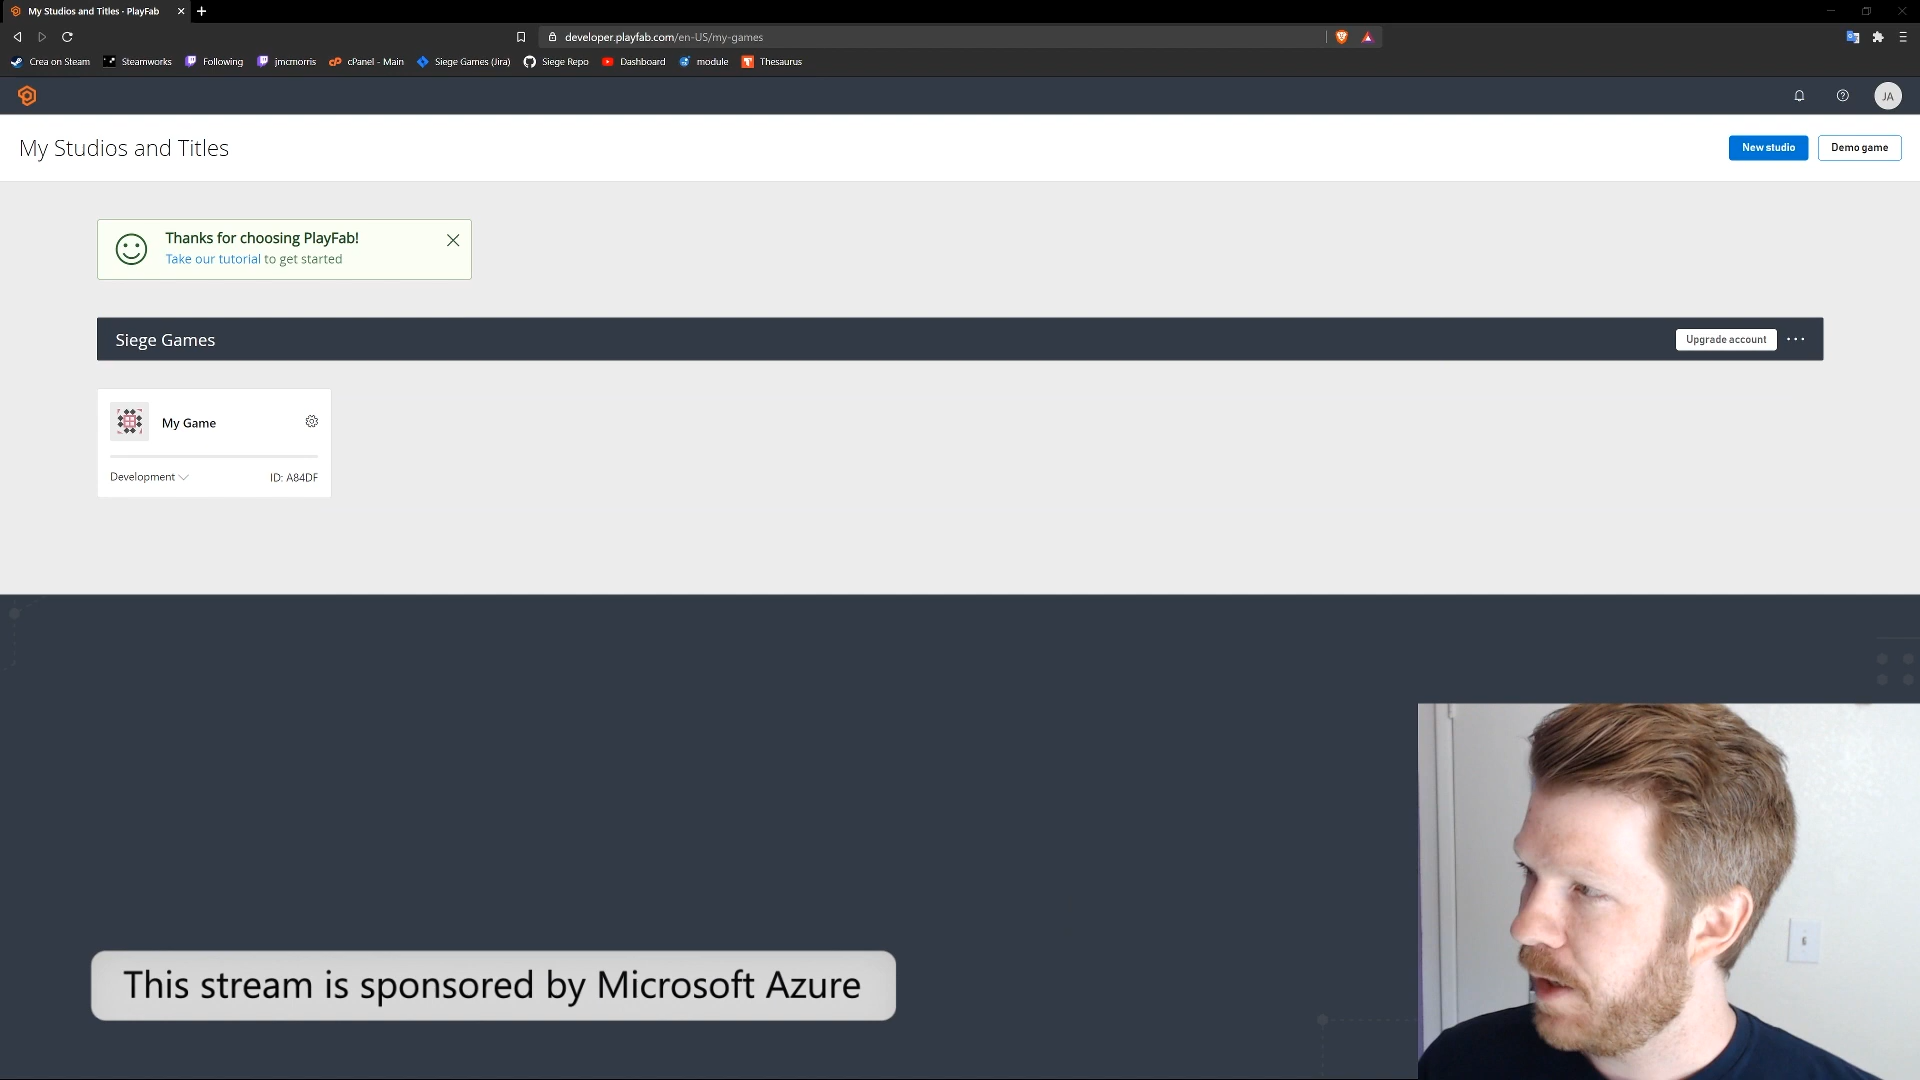 My Studios and Titles - PlayFab
developer.playfab.com/en-US/my-games
Crea on Steam Steamworks Following jmcmorris cPanel - Main Siege Games (Jira) Siege Repo Dashboard module Thesaurus
JA
My Studios and Titles
New studio Demo game
Thanks for choosing PlayFab!
Take our tutorial to get started
Siege Games
Upgrade account
My Game
Development ID: A84DF
This stream is sponsored by Microsoft Azure